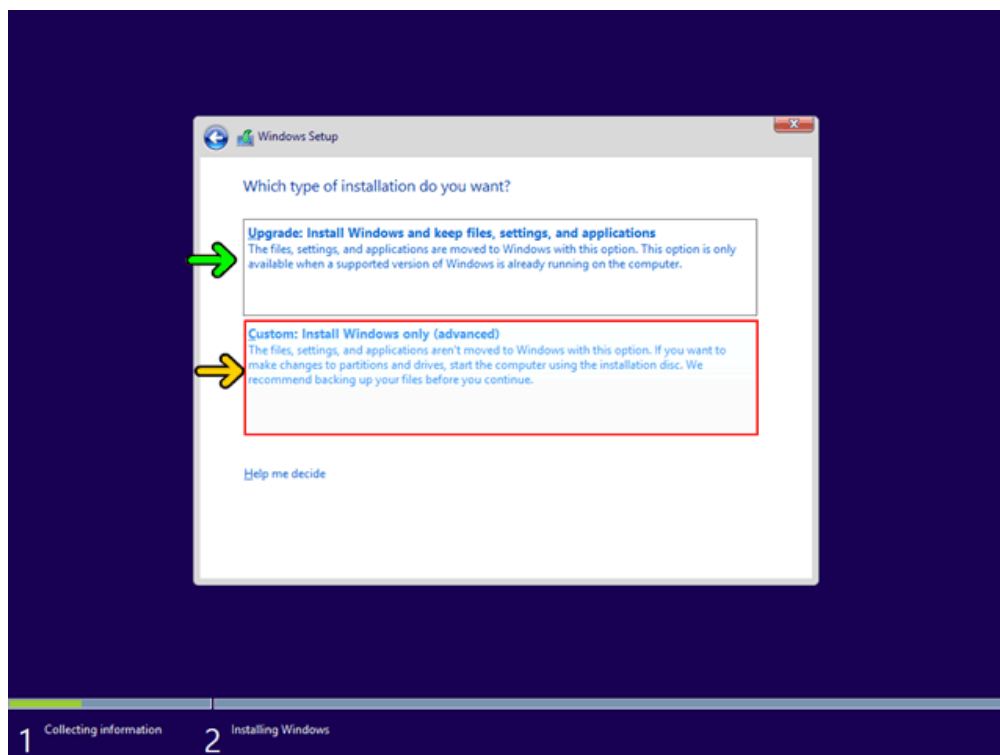 Windows Setup
Which type of installation do you want?
Upgrade: Install Windows and keep files, settings, and applications
The files, settings, and applications are moved to Windows with this option. This option is only
available when a supported version of Windows is already running on the computer.
Custom: Install Windows only (advanced)
The files, settings, and applications aren't moved to Windows with this option. If you want to
make changes to partitions and drives, start the computer using the installation disc. We
recommend backing up your files before you continue.
Help me decide
1 Collecting information
2 Installing Windows